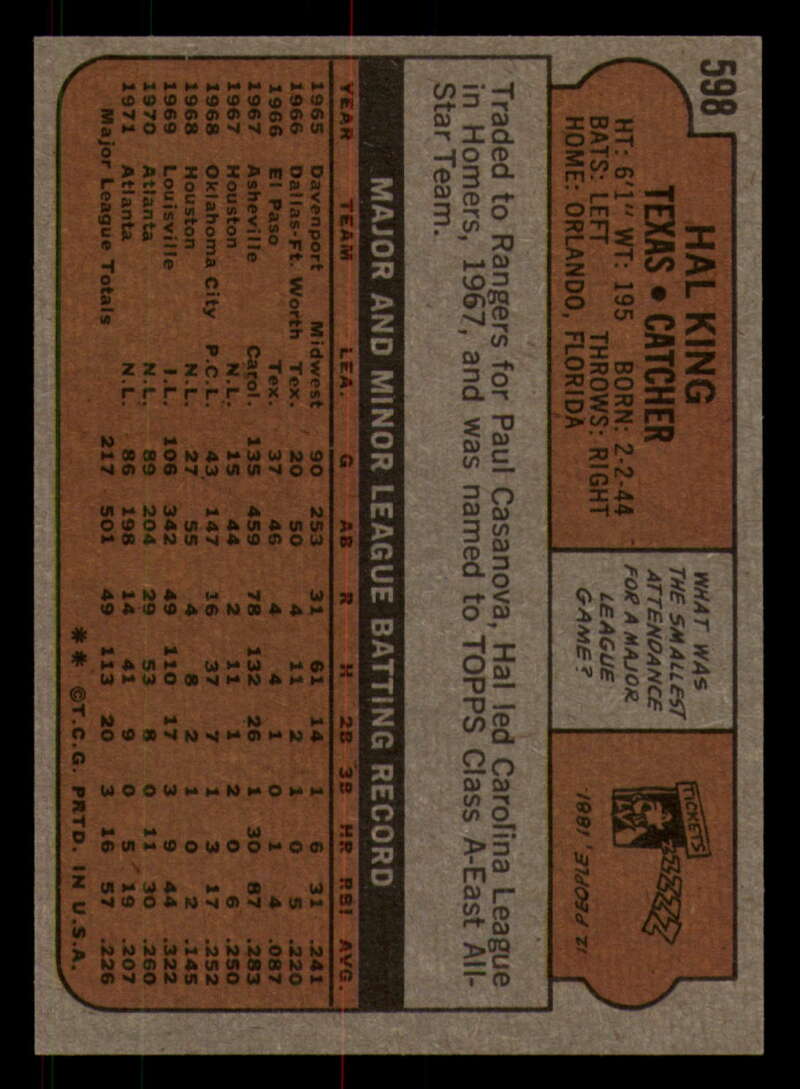 598
HAL KING
TEXAS • CATCHER
HT: 6'1" WT: 195 BORN: 2-2-44
BATS: LEFT THROWS: RIGHT
HOME: ORLANDO, FLORIDA
WHAT WAS
THE SMALLEST
ATTENDANCE
FOR A MAJOR
LEAGUE
GAME?
TICKETS
12 PEOPLE, 1881.
Traded to Rangers for Paul Casanova, Hal led Carolina League
in Homers, 1967, and was named to TOPPS Class A-East All-
Star Team.
MAJOR AND MINOR LEAGUE BATTING RECORD
YEAR TEAM LEA. G AB R H 2B 3B HR RBI AVG.
1965 Davenport Midwest 90 253 31 61 14 1 6 31 .241
1966 Dallas-Ft. Worth Tex. 20 50 4 11 2 1 0 5 .220
1966 El Paso Tex. 37 46 4 4 1 0 1 4 .087
1967 Asheville Carol. 135 459 78 132 26 1 30 87 .283
1967 Houston N.L. 15 44 2 11 1 2 0 6 .250
1968 Oklahoma City P.C.L. 43 147 16 37 7 1 3 17 .252
1968 Houston N.L. 27 55 4 8 2 1 0 2 .145
1969 Louisville I.L. 106 342 49 110 17 3 9 44 .322
1970 Atlanta N.L. 89 204 29 53 8 0 11 30 .260
1971 Atlanta N.L. 86 198 14 41 9 0 5 19 .207
Major League Totals 217 501 49 113 20 3 16 57 .226
** ©T.C.G. PRTD. IN U.S.A.